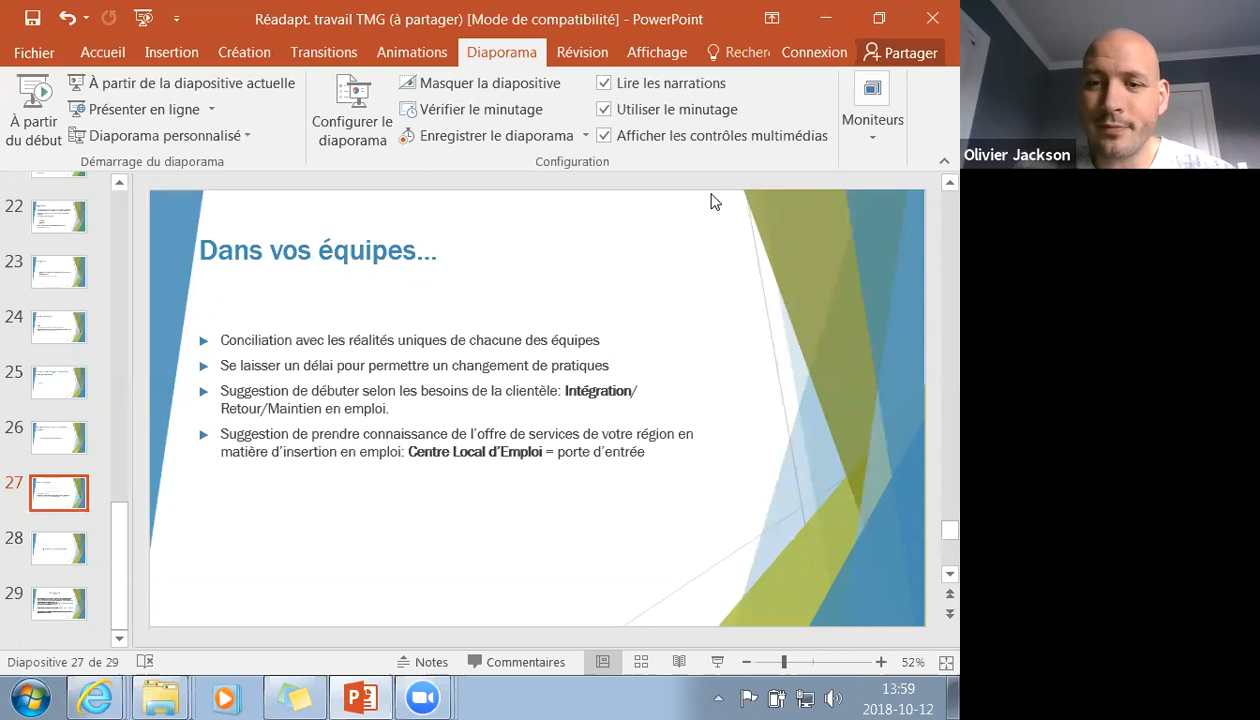 Réadapt. travail TMG (à partager) [Mode de compatibilité] - PowerPoint
Fichier Accueil Insertion Création Transitions Animations Diaporama Révision Affichage Recher Connexion Partager
À partir du début
À partir de la diapositive actuelle
Présenter en ligne
Diaporama personnalisé
Démarrage du diaporama
Configurer le diaporama
Masquer la diapositive
Vérifier le minutage
Enregistrer le diaporama
Lire les narrations
Utiliser le minutage
Afficher les contrôles multimédias
Configuration
Moniteurs
Olivier Jackson
22
23
24
25
26
27
28
29
Dans vos équipes...
Conciliation avec les réalités uniques de chacune des équipes
Se laisser un délai pour permettre un changement de pratiques
Suggestion de débuter selon les besoins de la clientèle: Intégration/
Retour/Maintien en emploi.
Suggestion de prendre connaissance de l'offre de services de votre région en
matière d'insertion en emploi: Centre Local d'Emploi = porte d'entrée
Diapositive 27 de 29 Notes Commentaires 52%
13:59
2018-10-12